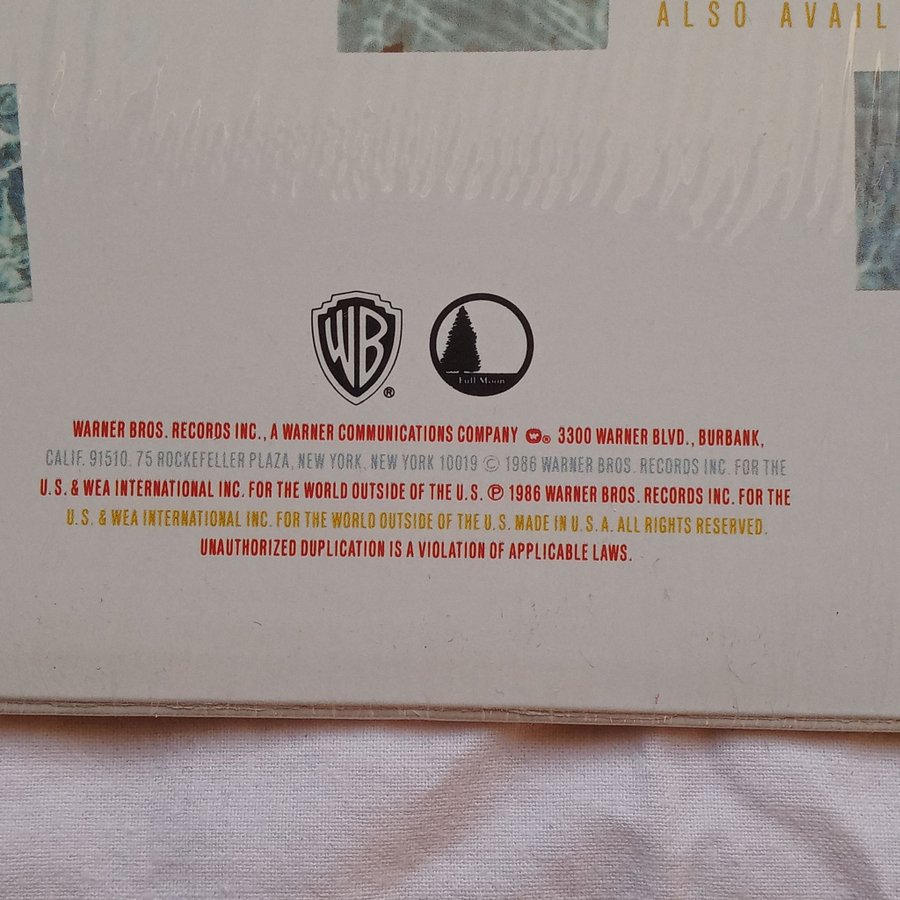 ALSO AVAIL
WB ®
Full Moon
WARNER BROS. RECORDS INC., A WARNER COMMUNICATIONS COMPANY ® 3300 WARNER BLVD., BURBANK,
CALIF. 91510. 75 ROCKEFELLER PLAZA, NEW YORK, NEW YORK 10019 © 1986 WARNER BROS. RECORDS INC. FOR THE
U.S. & WEA INTERNATIONAL INC. FOR THE WORLD OUTSIDE OF THE U.S. ℗ 1986 WARNER BROS. RECORDS INC. FOR THE
U.S. & WEA INTERNATIONAL INC. FOR THE WORLD OUTSIDE OF THE U.S. MADE IN U.S.A. ALL RIGHTS RESERVED.
UNAUTHORIZED DUPLICATION IS A VIOLATION OF APPLICABLE LAWS.